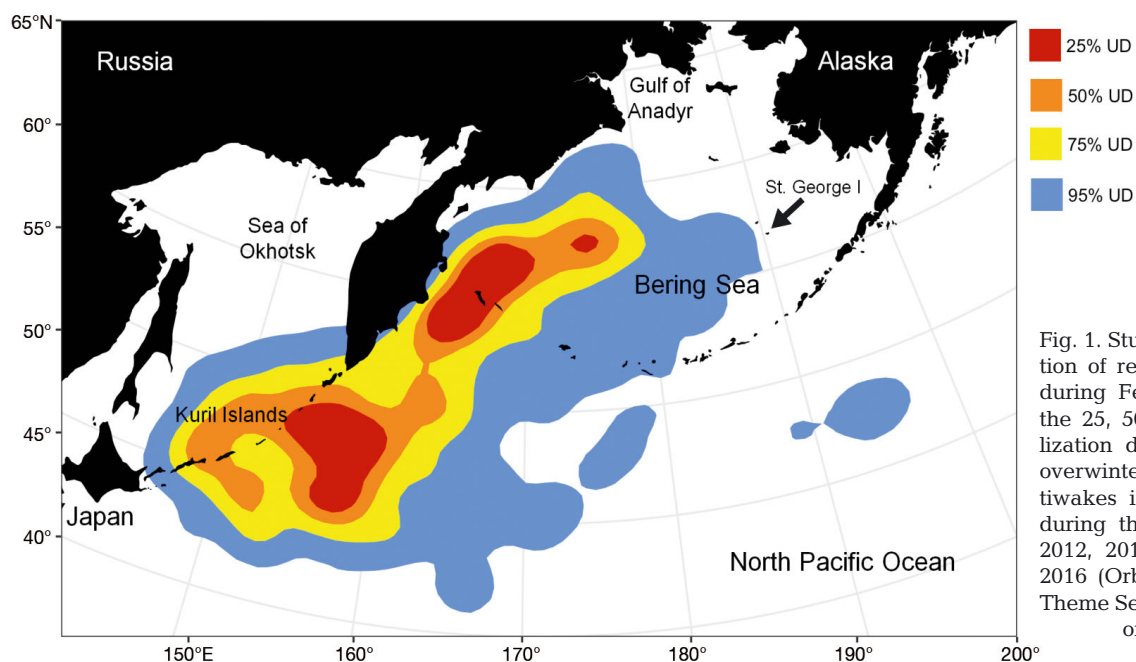 65°N
60°
55°
50°
45°
40°
150°E
160°
170°
180°
190°
200°
Russia
Alaska
Gulf of
Anadyr
St. George I
Sea of
Okhotsk
Bering Sea
Kuril Islands
Japan
North Pacific Ocean
25% UD
50% UD
75% UD
95% UD
Fig. 1. Stu
tion of re
during Fe
the 25, 50
lization d
overwinte
tiwakes i
during th
2012, 201
2016 (Orb
Theme Se
o